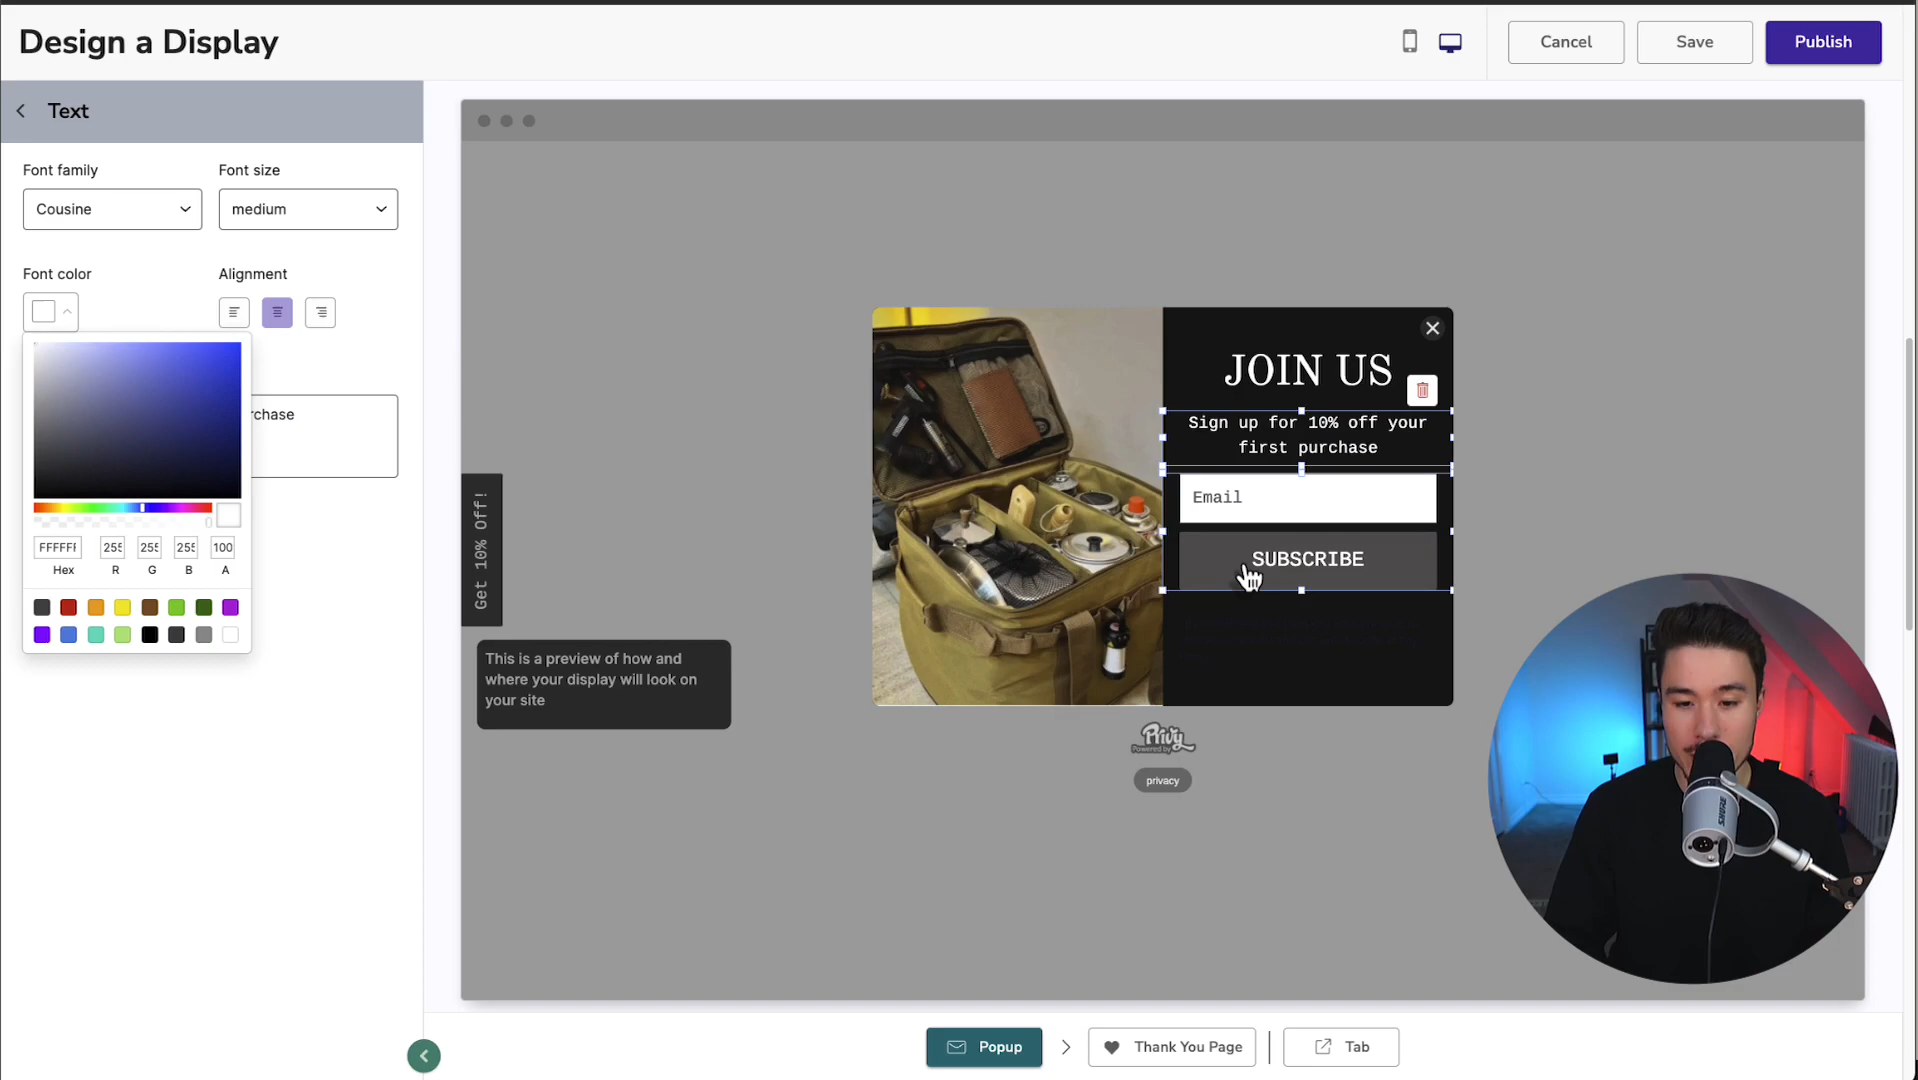 Design a Display
Cancel
Save
Publish
Text
Font family
Font size
Cousine
medium
Font color
Alignment
rchase
FFFFFF
255
255
255
100
Hex
R
G
B
A
Get 10% Off!
This is a preview of how and
where your display will look on
your site
JOIN US
Sign up for 10% off your
first purchase
Email
SUBSCRIBE
Privy
Powered by
privacy
SHURE
Popup
Thank You Page
Tab